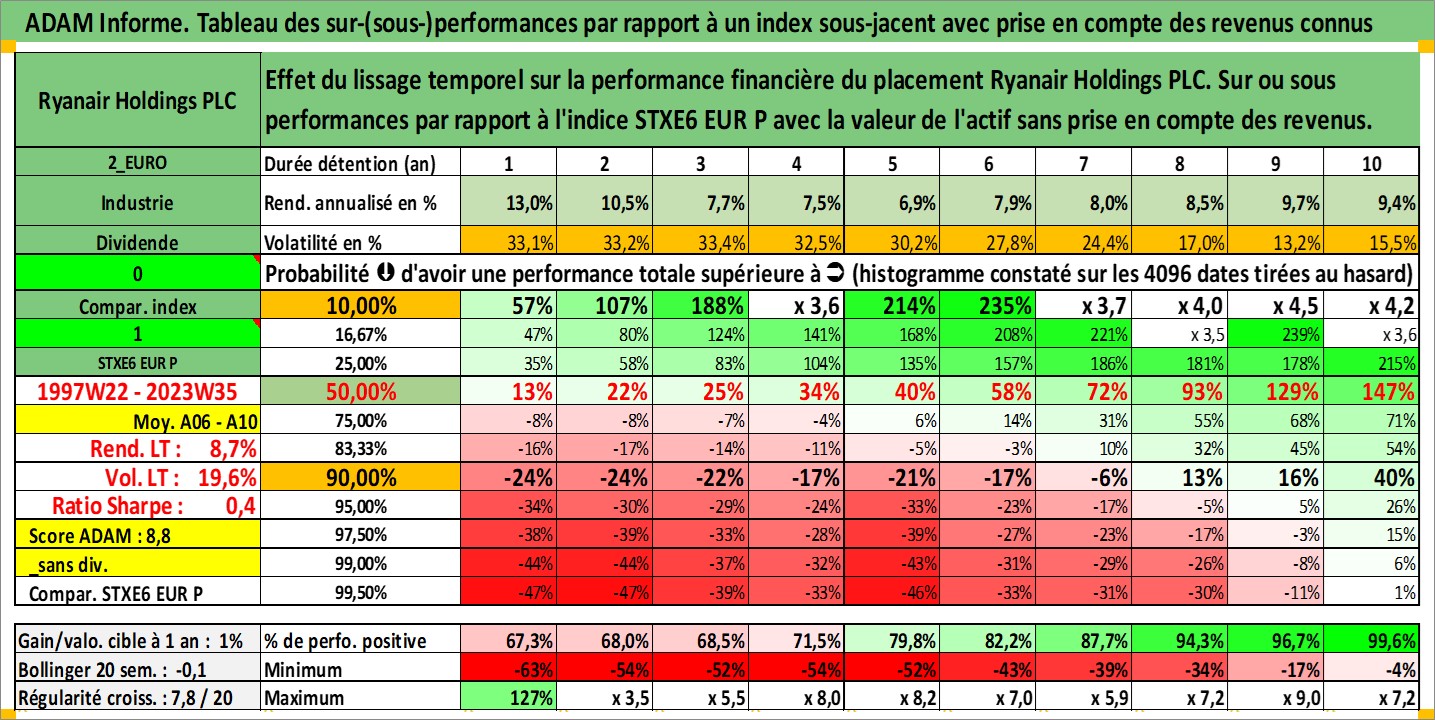 ADAM Informe. Tableau des sur-(sous-)performances par rapport à un index sous-jacent avec prise en compte des revenus connus
Ryanair Holdings PLC
Effet du lissage temporel sur la performance financière du placement Ryanair Holdings PLC. Sur ou sous
performances par rapport à l'indice STXE6 EUR P avec la valeur de l'actif sans prise en compte des revenus.
2_EURO Durée détention (an) 1 2 3 4 5 6 7 8 9 10
Industrie Rend. annualisé en % 13,0% 10,5% 7,7% 7,5% 6,9% 7,9% 8,0% 8,5% 9,7% 9,4%
Dividende Volatilité en % 33,1% 33,2% 33,4% 32,5% 30,2% 27,8% 24,4% 17,0% 13,2% 15,5%
0 Probabilité 🡇 d'avoir une performance totale supérieure à ➲ (histogramme constaté sur les 4096 dates tirées au hasard)
Compar. index 10,00% 57% 107% 188% x 3,6 214% 235% x 3,7 x 4,0 x 4,5 x 4,2
1 16,67% 47% 80% 124% 141% 168% 208% 221% x 3,5 239% x 3,6
STXE6 EUR P 25,00% 35% 58% 83% 104% 135% 157% 186% 181% 178% 215%
1997W22 - 2023W35 50,00% 13% 22% 25% 34% 40% 58% 72% 93% 129% 147%
Moy. A06 - A10 75,00% -8% -8% -7% -4% 6% 14% 31% 55% 68% 71%
Rend. LT : 8,7% 83,33% -16% -17% -14% -11% -5% -3% 10% 32% 45% 54%
Vol. LT : 19,6% 90,00% -24% -24% -22% -17% -21% -17% -6% 13% 16% 40%
Ratio Sharpe : 0,4 95,00% -34% -30% -29% -24% -33% -23% -17% -5% 5% 26%
Score ADAM : 8,8 97,50% -38% -39% -33% -28% -39% -27% -23% -17% -3% 15%
_sans div. 99,00% -44% -44% -37% -32% -43% -31% -29% -26% -8% 6%
Compar. STXE6 EUR P 99,50% -47% -47% -39% -33% -46% -33% -31% -30% -11% 1%
Gain/valo. cible à 1 an : 1% % de perfo. positive 67,3% 68,0% 68,5% 71,5% 79,8% 82,2% 87,7% 94,3% 96,7% 99,6%
Bollinger 20 sem. : -0,1 Minimum -63% -54% -52% -54% -52% -43% -39% -34% -17% -4%
Régularité croiss. : 7,8 / 20 Maximum 127% x 3,5 x 5,5 x 8,0 x 8,2 x 7,0 x 5,9 x 7,2 x 9,0 x 7,2